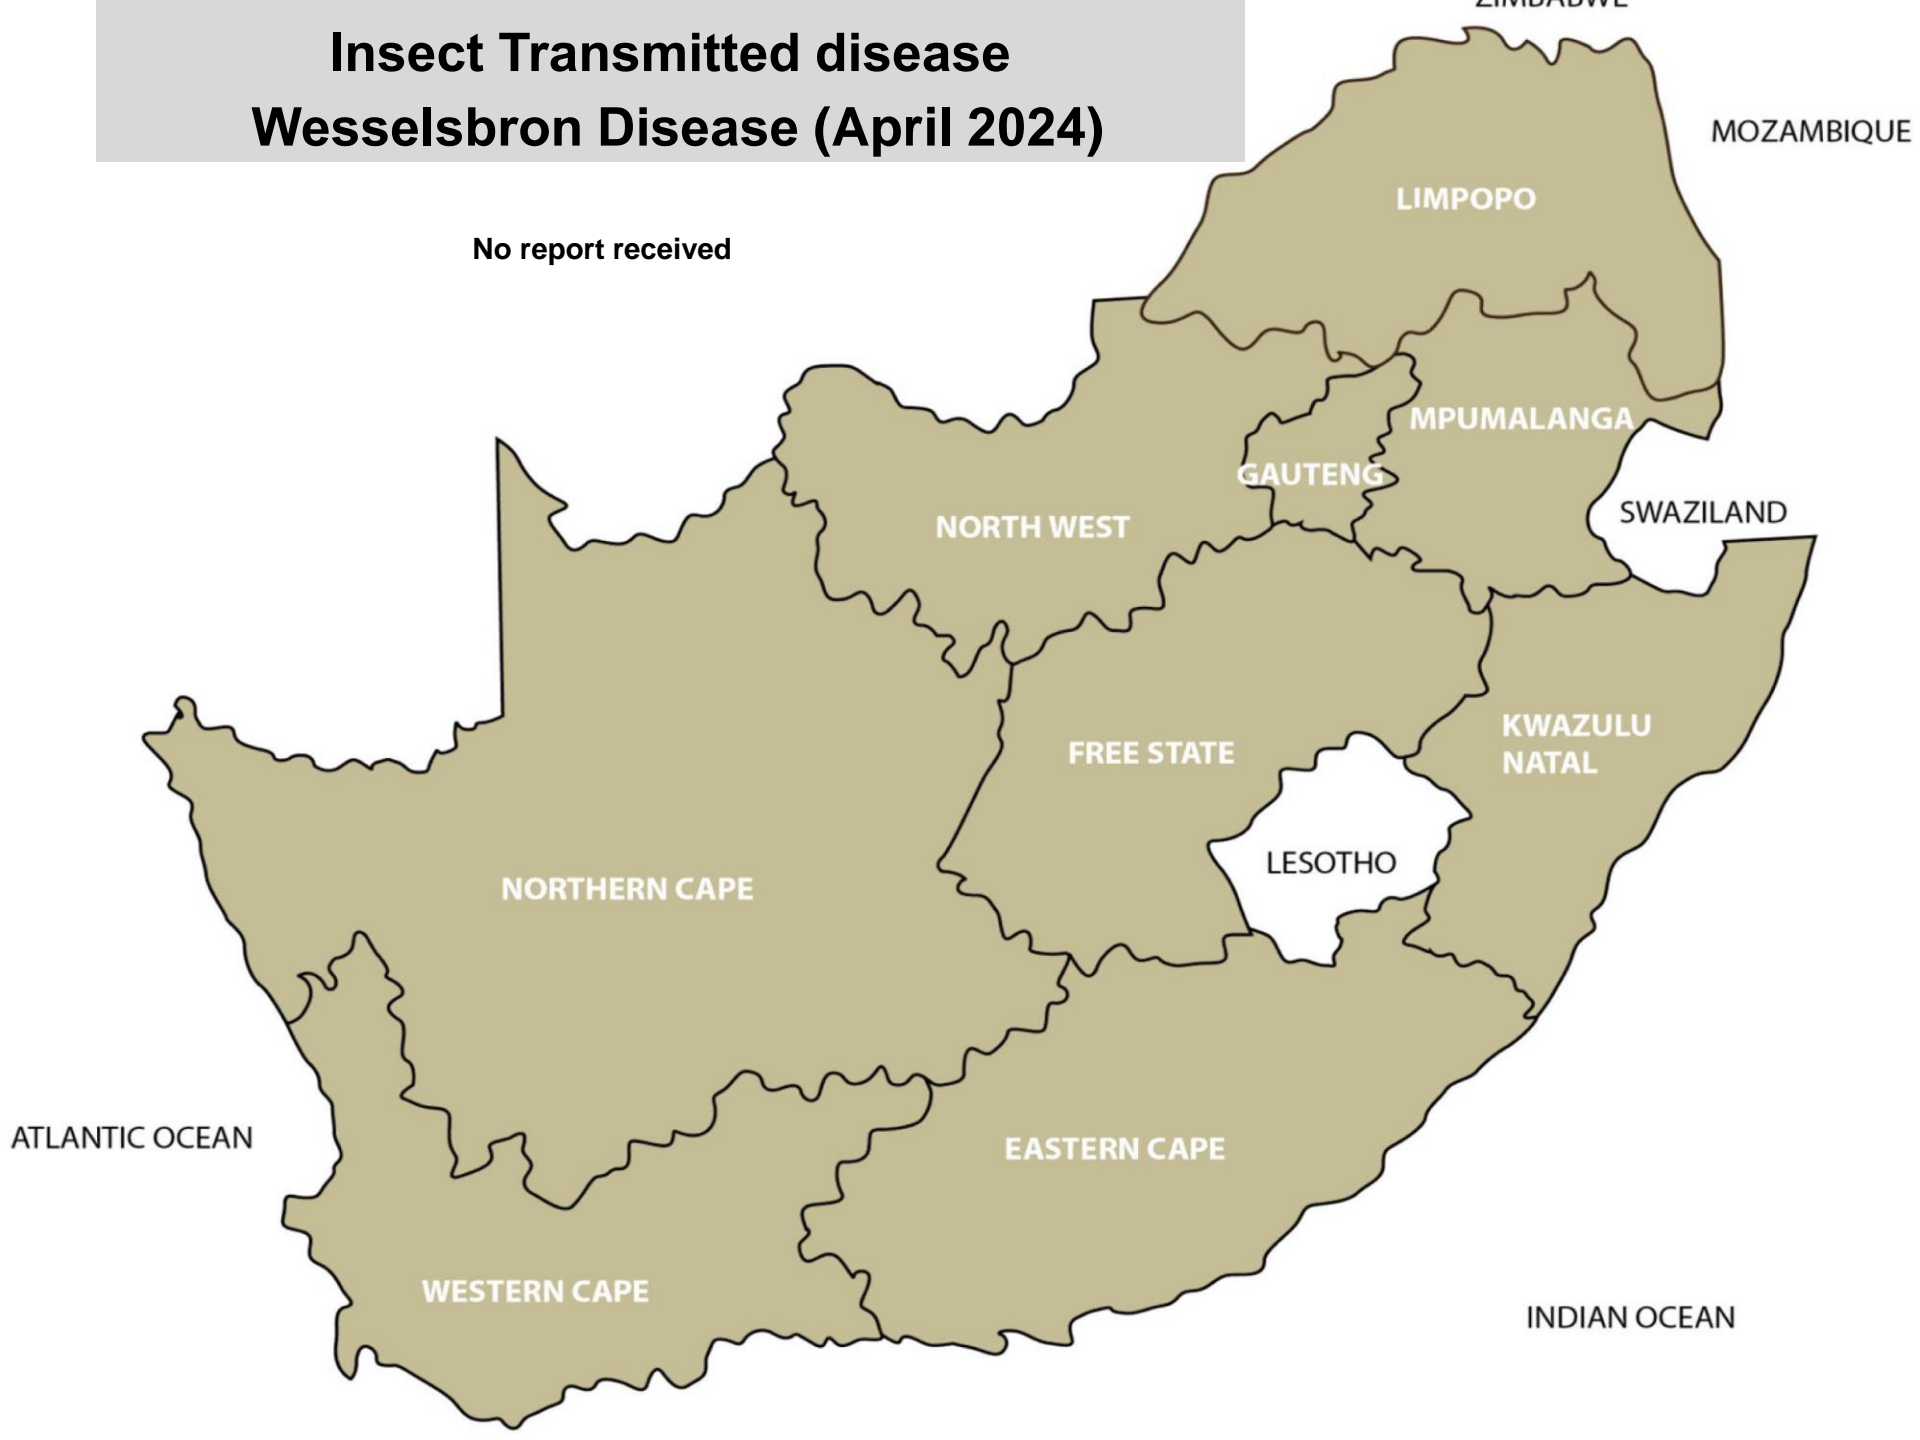 Insect Transmitted disease
Wesselsbron Disease (April 2024)
ZIMBABWE
MOZAMBIQUE
LIMPOPO
No report received
MPUMALANGA
GAUTENG
SWAZILAND
NORTH WEST
KWAZULU
NATAL
FREE STATE
LESOTHO
NORTHERN CAPE
ATLANTIC OCEAN
EASTERN CAPE
WESTERN CAPE
INDIAN OCEAN